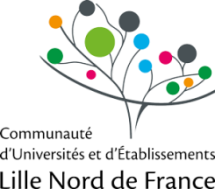 Communauté
d'Universités et d'Établissements
Lille Nord de France